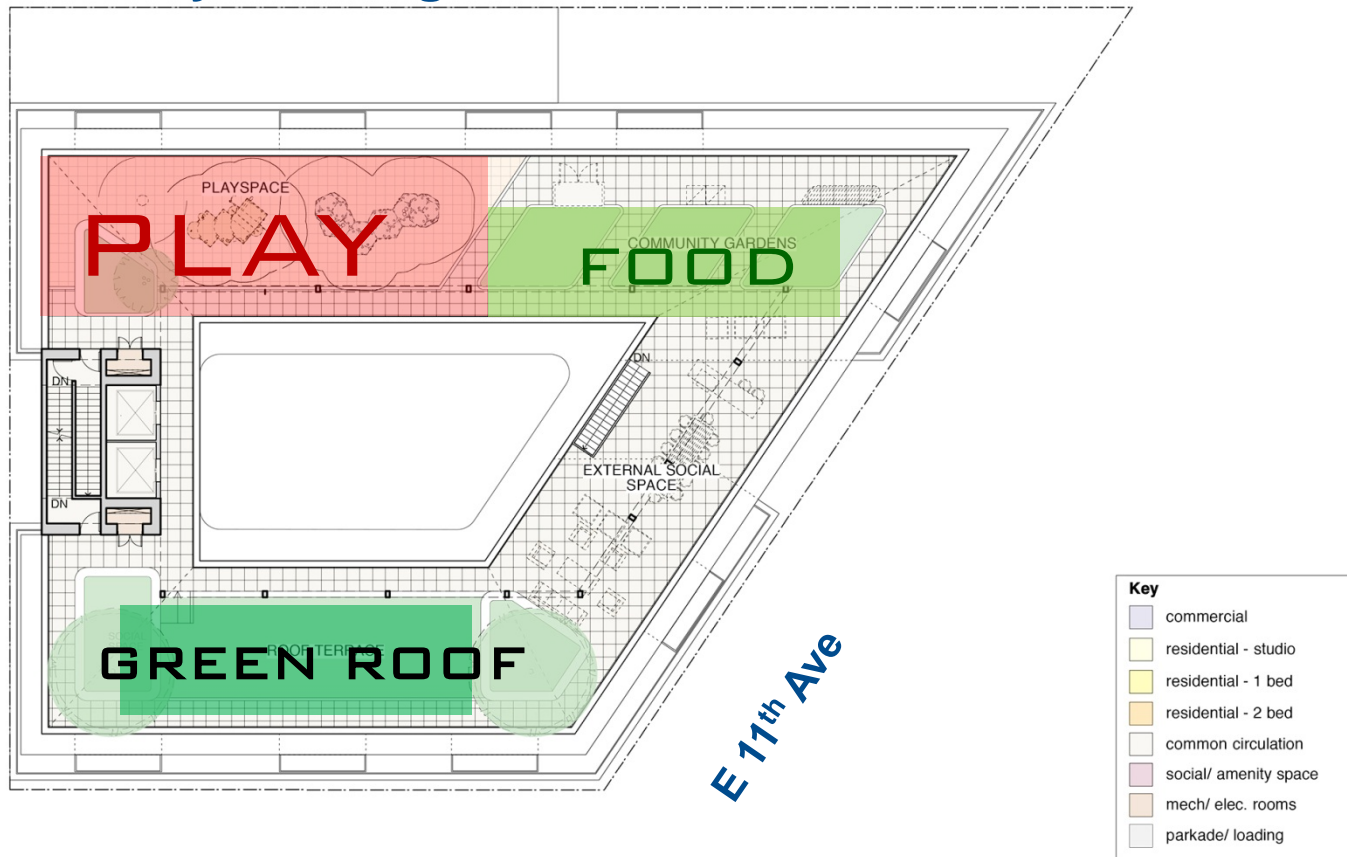 PLAYSPACE
PLAY
COMMUNITY GARDENS
FOOD
DN
DN
EXTERNAL SOCIAL
SPACE
DN
ROOF TERRACE
GREEN ROOF
E 11th Ave
Key
commercial
residential - studio
residential - 1 bed
residential - 2 bed
common circulation
social/ amenity space
mech/ elec. rooms
parkade/ loading